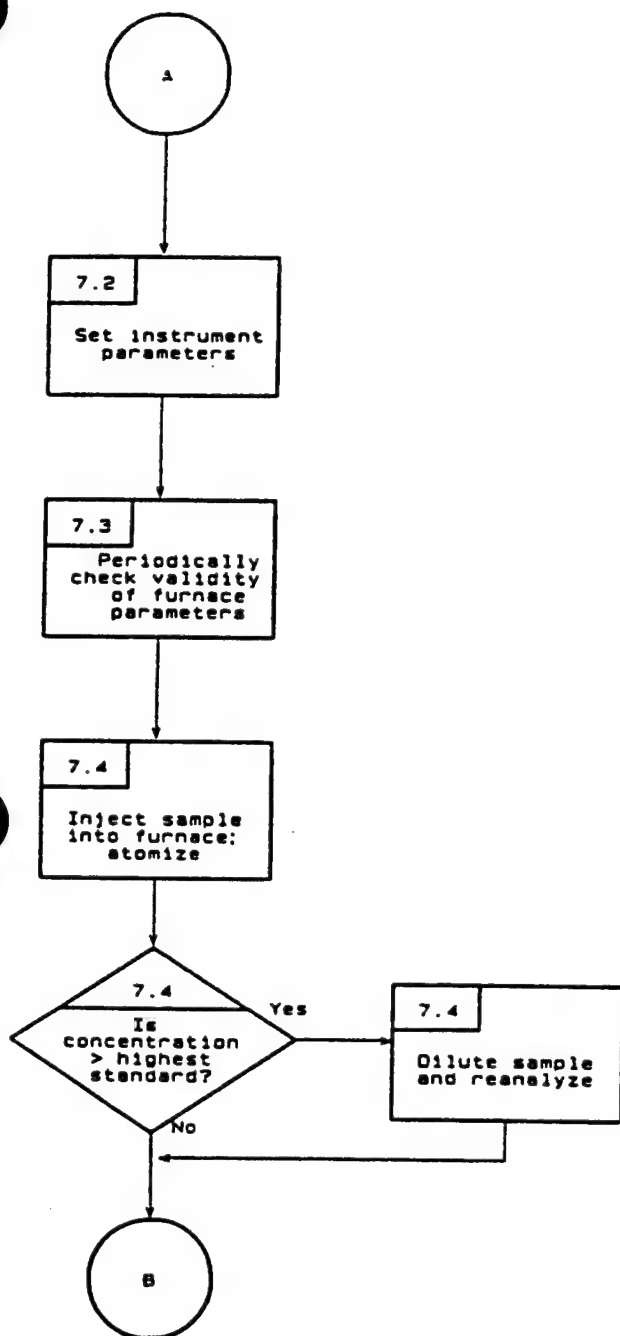 A
7.2
Set instrument
parameters
7.3
Periodically
check validity
of furnace
parameters
7.4
Inject sample
into furnace:
atomize
7.4
Is
concentration
> highest
standard?
Yes
7.4
Dilute sample
and reanalyze
No
B